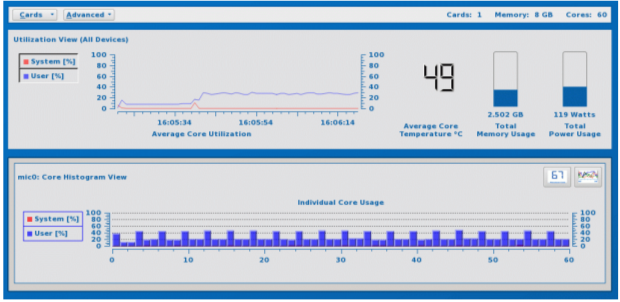 Cards Advanced Cards: 1 Memory: 8 GB Cores: 60
Utilization View (All Devices)
System [%]
User [%]
100 100
80 80
60 60
40 40
20 20
0 0
16:05:34 16:05:54 16:06:14
Average Core Utilization
49
Average Core
Temperature °C
2.502 GB
Total
Memory Usage
119 Watts
Total
Power Usage
mic0: Core Histogram View
67
Individual Core Usage
System [%]
User [%]
100 100
80 80
60 60
40 40
20 20
0 0
0 10 20 30 40 50 60